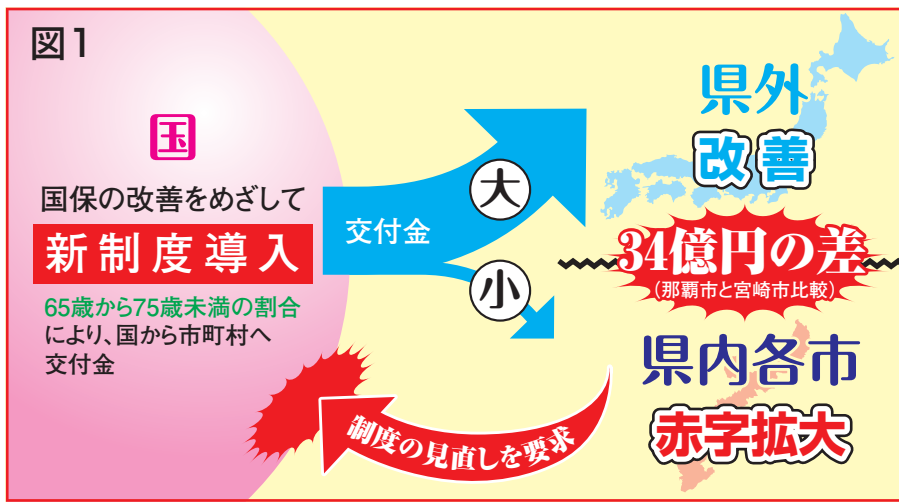 図1
国
国保の改善をめざして
新制度導入
65歳から75歳未満の割合
により、国から市町村へ
交付金
交付金
大
小
県外
改善
34億円の差
(那覇市と宮崎市比較)
県内各市
赤字拡大
制度の見直しを要求